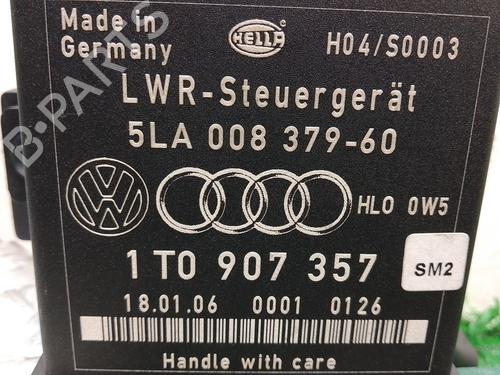 Made in
Germany
HELLA
H04/S0003
LWR-Steuergerät
5LA 008 379-60
HLO 0W5
1T0 907 357
SM2
18.01.06 0001 0126
Handle with care
B-PARTS